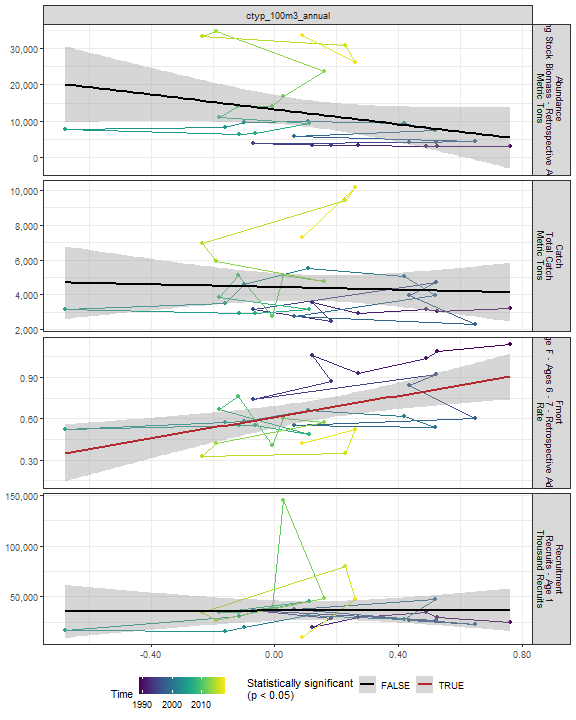 ctyp_100m3_annual
30,000
20,000
10,000
0
Abundance
Stock Biomass - Retrospective
Metric Tons
10,000
8,000
6,000
4,000
2,000
Catch
Total Catch
Metric Tons
0.90
0.60
0.30
Fmort
F - Ages 6 - 7 - Retrospective
Rate
150,000
100,000
50,000
Recruitment
Recruits - Age 1
Thousand Recruits
-0.40
0.00
0.40
0.80
Time
1990 2000 2010
Statistically significant
(p < 0.05)
FALSE
TRUE